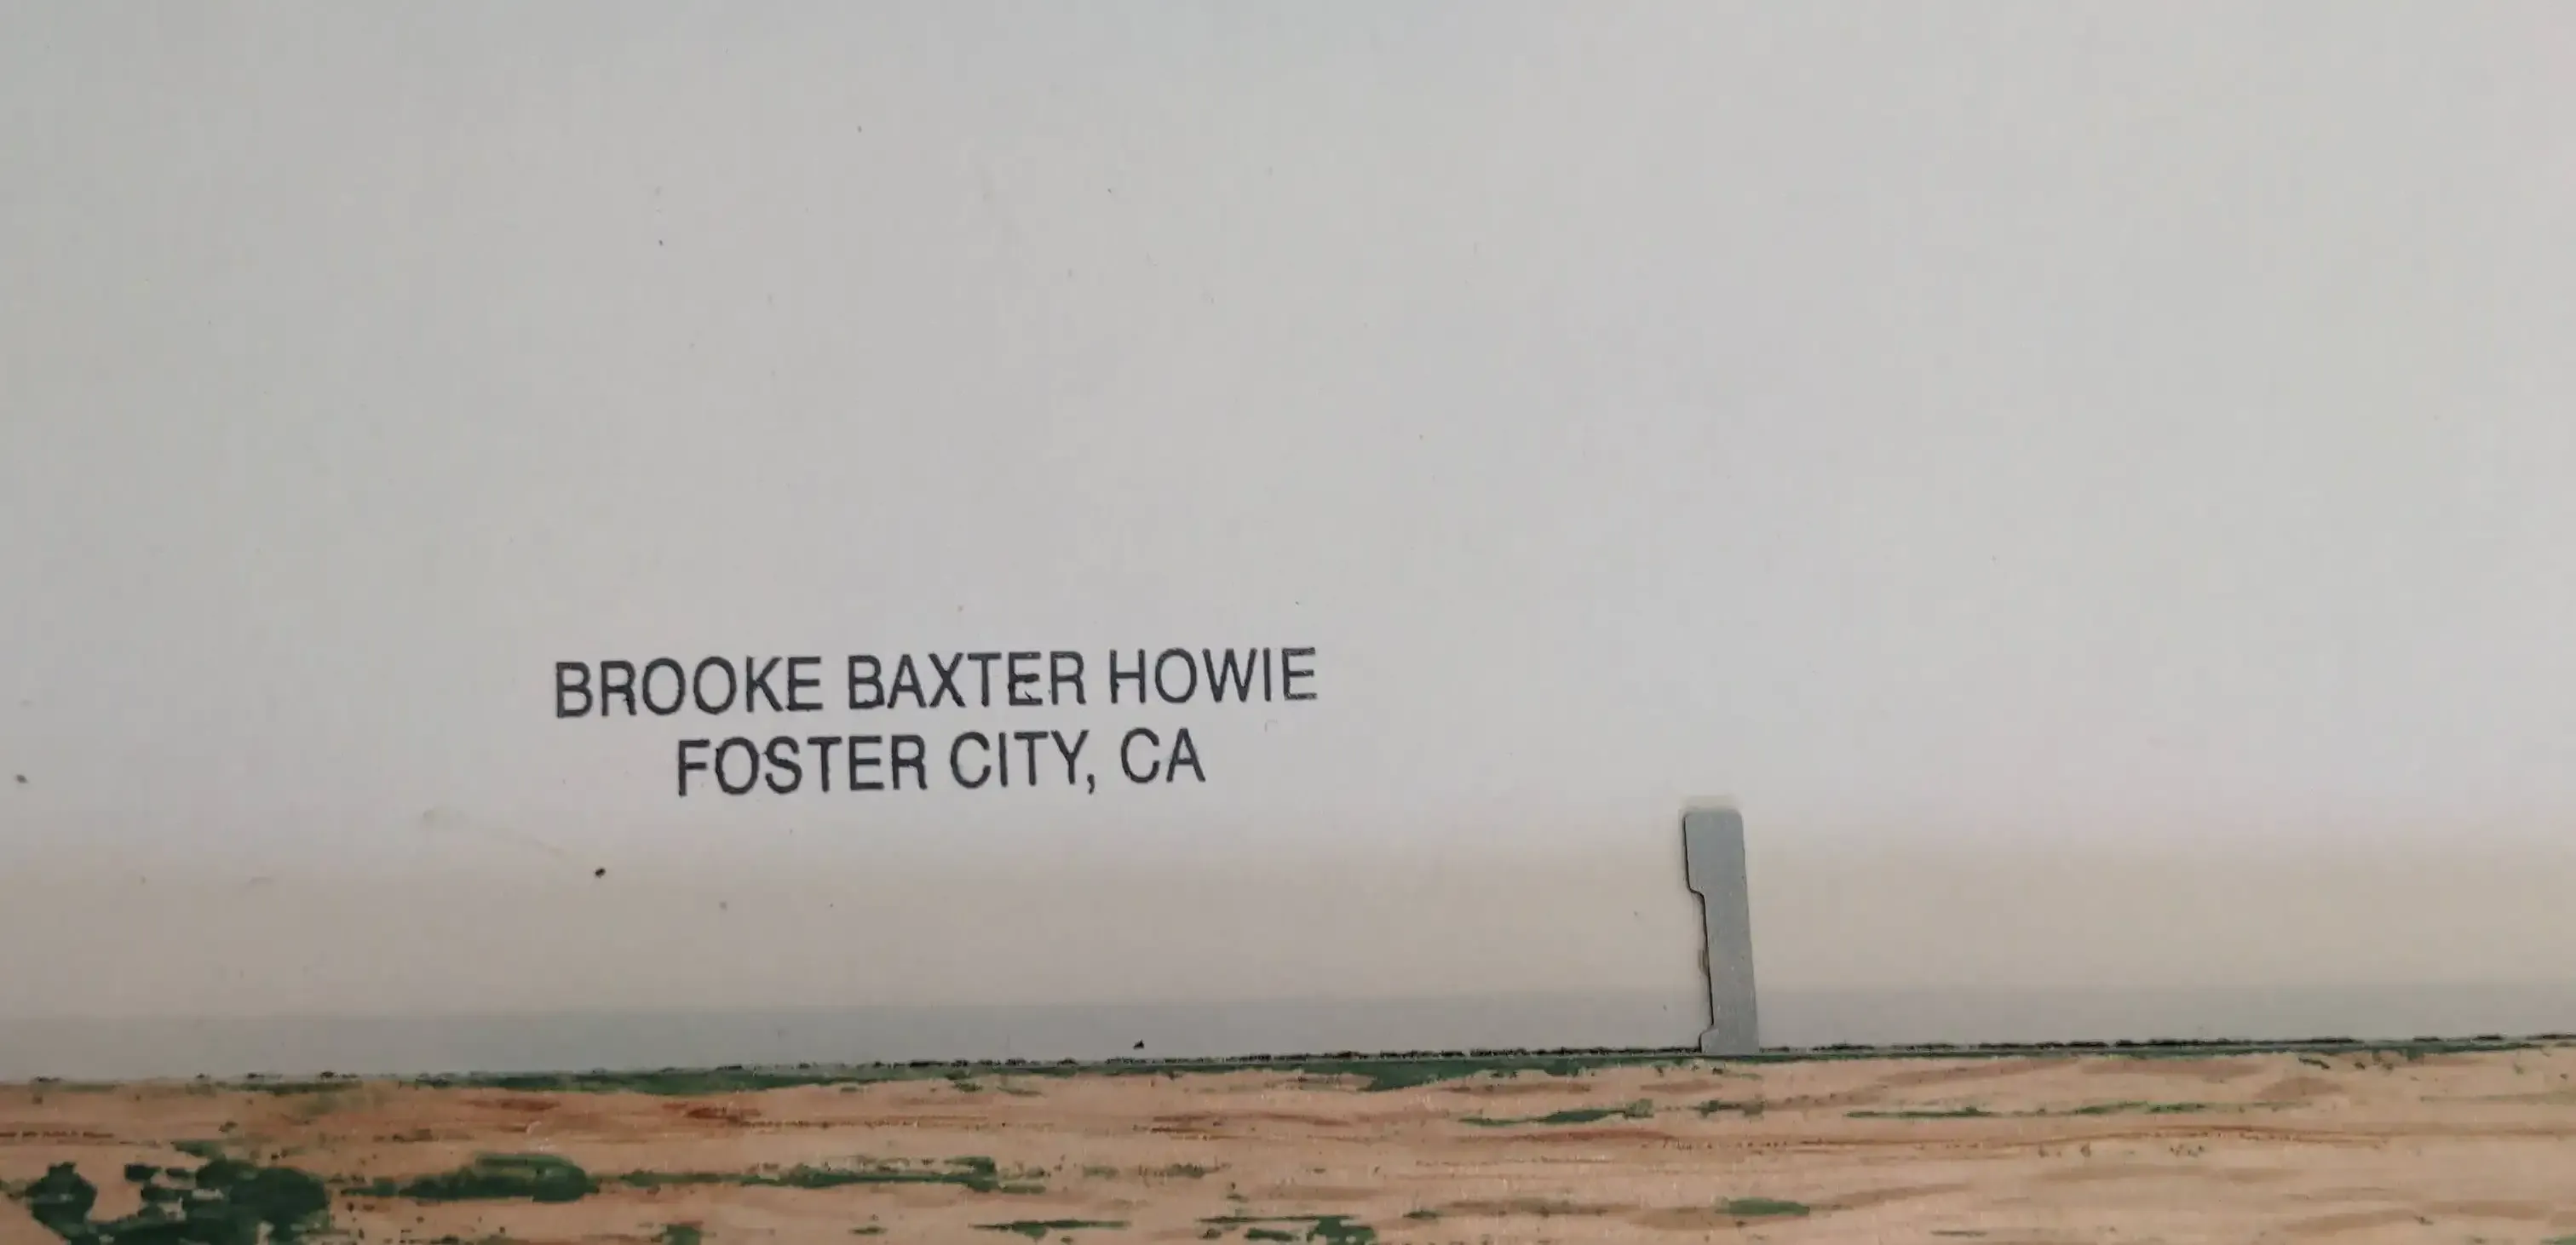 BROOKE BAXTER HOWIE
FOSTER CITY, CA